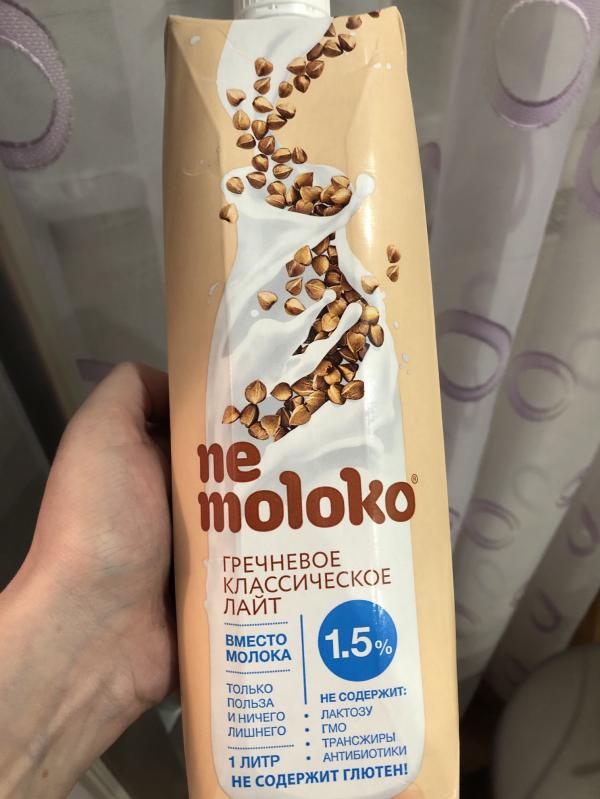 ne
moloko®
ГРЕЧНЕВОЕ
КЛАССИЧЕСКОЕ
ЛАЙТ
ВМЕСТО
МОЛОКА
1.5%
ТОЛЬКО
ПОЛЬЗА
И НИЧЕГО
ЛИШНЕГО
1 ЛИТР
НЕ СОДЕРЖИТ:
• ЛАКТОЗУ
• ГМО
• ТРАНСЖИРЫ
• АНТИБИОТИКИ
НЕ СОДЕРЖИТ ГЛЮТЕН!